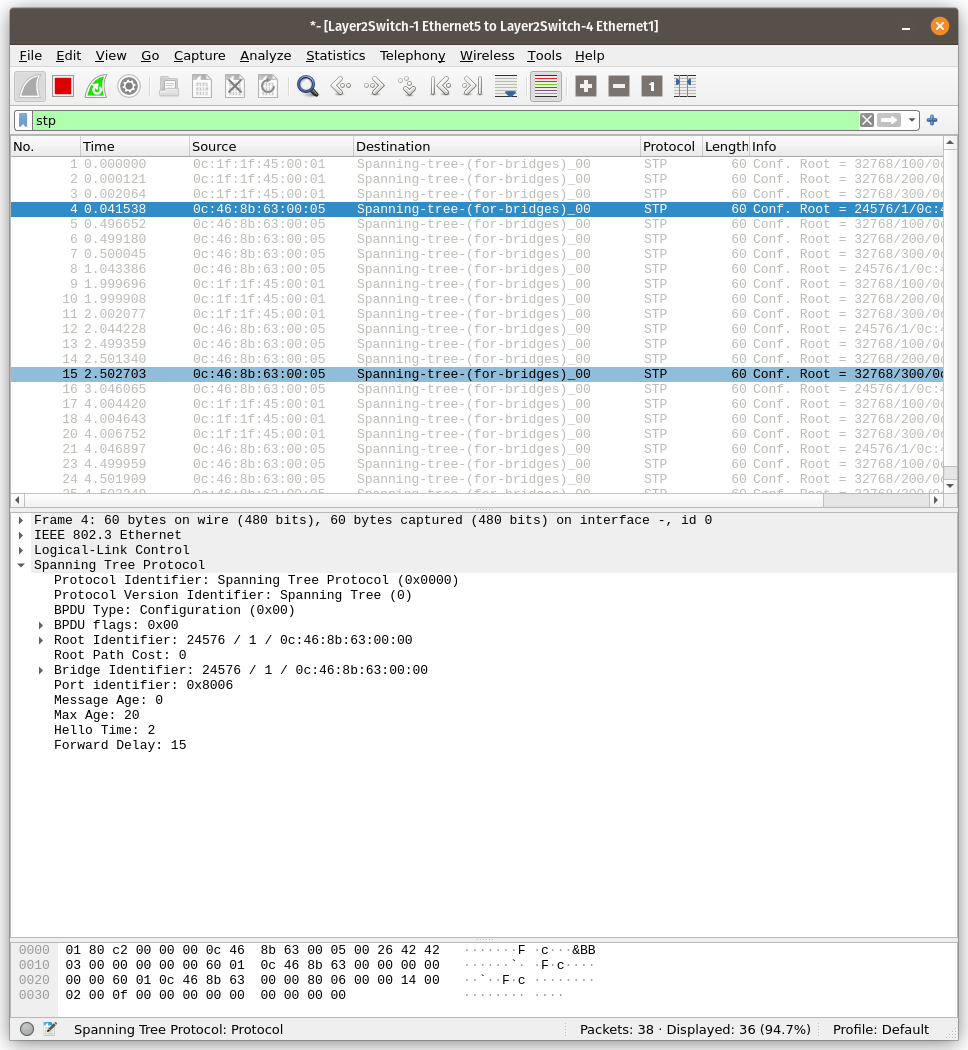 *- [Layer2Switch-1 Ethernet5 to Layer2Switch-4 Ethernet1]
File Edit View Go Capture Analyze Statistics Telephony Wireless Tools Help
stp
No. Time Source Destination Protocol Length Info
1 0.000000 0c:1f:1f:45:00:01 Spanning-tree-(for-bridges)_00 STP 60 Conf. Root = 32768/100/0c
2 0.000121 0c:1f:1f:45:00:01 Spanning-tree-(for-bridges)_00 STP 60 Conf. Root = 32768/200/0c
3 0.002064 0c:1f:1f:45:00:01 Spanning-tree-(for-bridges)_00 STP 60 Conf. Root = 32768/300/0c
4 0.041538 0c:46:8b:63:00:05 Spanning-tree-(for-bridges)_00 STP 60 Conf. Root = 24576/1/0c:4
5 0.496652 0c:46:8b:63:00:05 Spanning-tree-(for-bridges)_00 STP 60 Conf. Root = 32768/100/0c
6 0.499180 0c:46:8b:63:00:05 Spanning-tree-(for-bridges)_00 STP 60 Conf. Root = 32768/200/0c
7 0.500045 0c:46:8b:63:00:05 Spanning-tree-(for-bridges)_00 STP 60 Conf. Root = 32768/300/0c
8 1.043386 0c:46:8b:63:00:05 Spanning-tree-(for-bridges)_00 STP 60 Conf. Root = 24576/1/0c:4
9 1.999696 0c:1f:1f:45:00:01 Spanning-tree-(for-bridges)_00 STP 60 Conf. Root = 32768/100/0c
10 1.999908 0c:1f:1f:45:00:01 Spanning-tree-(for-bridges)_00 STP 60 Conf. Root = 32768/200/0c
11 2.002077 0c:1f:1f:45:00:01 Spanning-tree-(for-bridges)_00 STP 60 Conf. Root = 32768/300/0c
12 2.044228 0c:46:8b:63:00:05 Spanning-tree-(for-bridges)_00 STP 60 Conf. Root = 24576/1/0c:4
13 2.499359 0c:46:8b:63:00:05 Spanning-tree-(for-bridges)_00 STP 60 Conf. Root = 32768/100/0c
14 2.501340 0c:46:8b:63:00:05 Spanning-tree-(for-bridges)_00 STP 60 Conf. Root = 32768/200/0c
15 2.502703 0c:46:8b:63:00:05 Spanning-tree-(for-bridges)_00 STP 60 Conf. Root = 32768/300/0c
16 3.046065 0c:46:8b:63:00:05 Spanning-tree-(for-bridges)_00 STP 60 Conf. Root = 24576/1/0c:4
17 4.004420 0c:1f:1f:45:00:01 Spanning-tree-(for-bridges)_00 STP 60 Conf. Root = 32768/100/0c
18 4.004643 0c:1f:1f:45:00:01 Spanning-tree-(for-bridges)_00 STP 60 Conf. Root = 32768/200/0c
20 4.006752 0c:1f:1f:45:00:01 Spanning-tree-(for-bridges)_00 STP 60 Conf. Root = 32768/300/0c
21 4.046897 0c:46:8b:63:00:05 Spanning-tree-(for-bridges)_00 STP 60 Conf. Root = 24576/1/0c:4
23 4.499959 0c:46:8b:63:00:05 Spanning-tree-(for-bridges)_00 STP 60 Conf. Root = 32768/100/0c
24 4.501909 0c:46:8b:63:00:05 Spanning-tree-(for-bridges)_00 STP 60 Conf. Root = 32768/200/0c
Frame 4: 60 bytes on wire (480 bits), 60 bytes captured (480 bits) on interface -, id 0
IEEE 802.3 Ethernet
Logical-Link Control
Spanning Tree Protocol
Protocol Identifier: Spanning Tree Protocol (0x0000)
Protocol Version Identifier: Spanning Tree (0)
BPDU Type: Configuration (0x00)
BPDU flags: 0x00
Root Identifier: 24576 / 1 / 0c:46:8b:63:00:00
Root Path Cost: 0
Bridge Identifier: 24576 / 1 / 0c:46:8b:63:00:00
Port identifier: 0x8006
Message Age: 0
Max Age: 20
Hello Time: 2
Forward Delay: 15
0000 01 80 c2 00 00 00 0c 46 8b 63 00 05 00 26 42 42 ·······F ·c···&BB
0010 03 00 00 00 00 00 60 01 0c 46 8b 63 00 00 00 00 ······`· ·F·c····
0020 00 00 60 01 0c 46 8b 63 00 00 80 06 00 00 14 00 ··`··F·c ········
0030 02 00 0f 00 00 00 00 00 00 00 00 00 ········ ····
Spanning Tree Protocol: Protocol Packets: 38 · Displayed: 36 (94.7%) Profile: Default